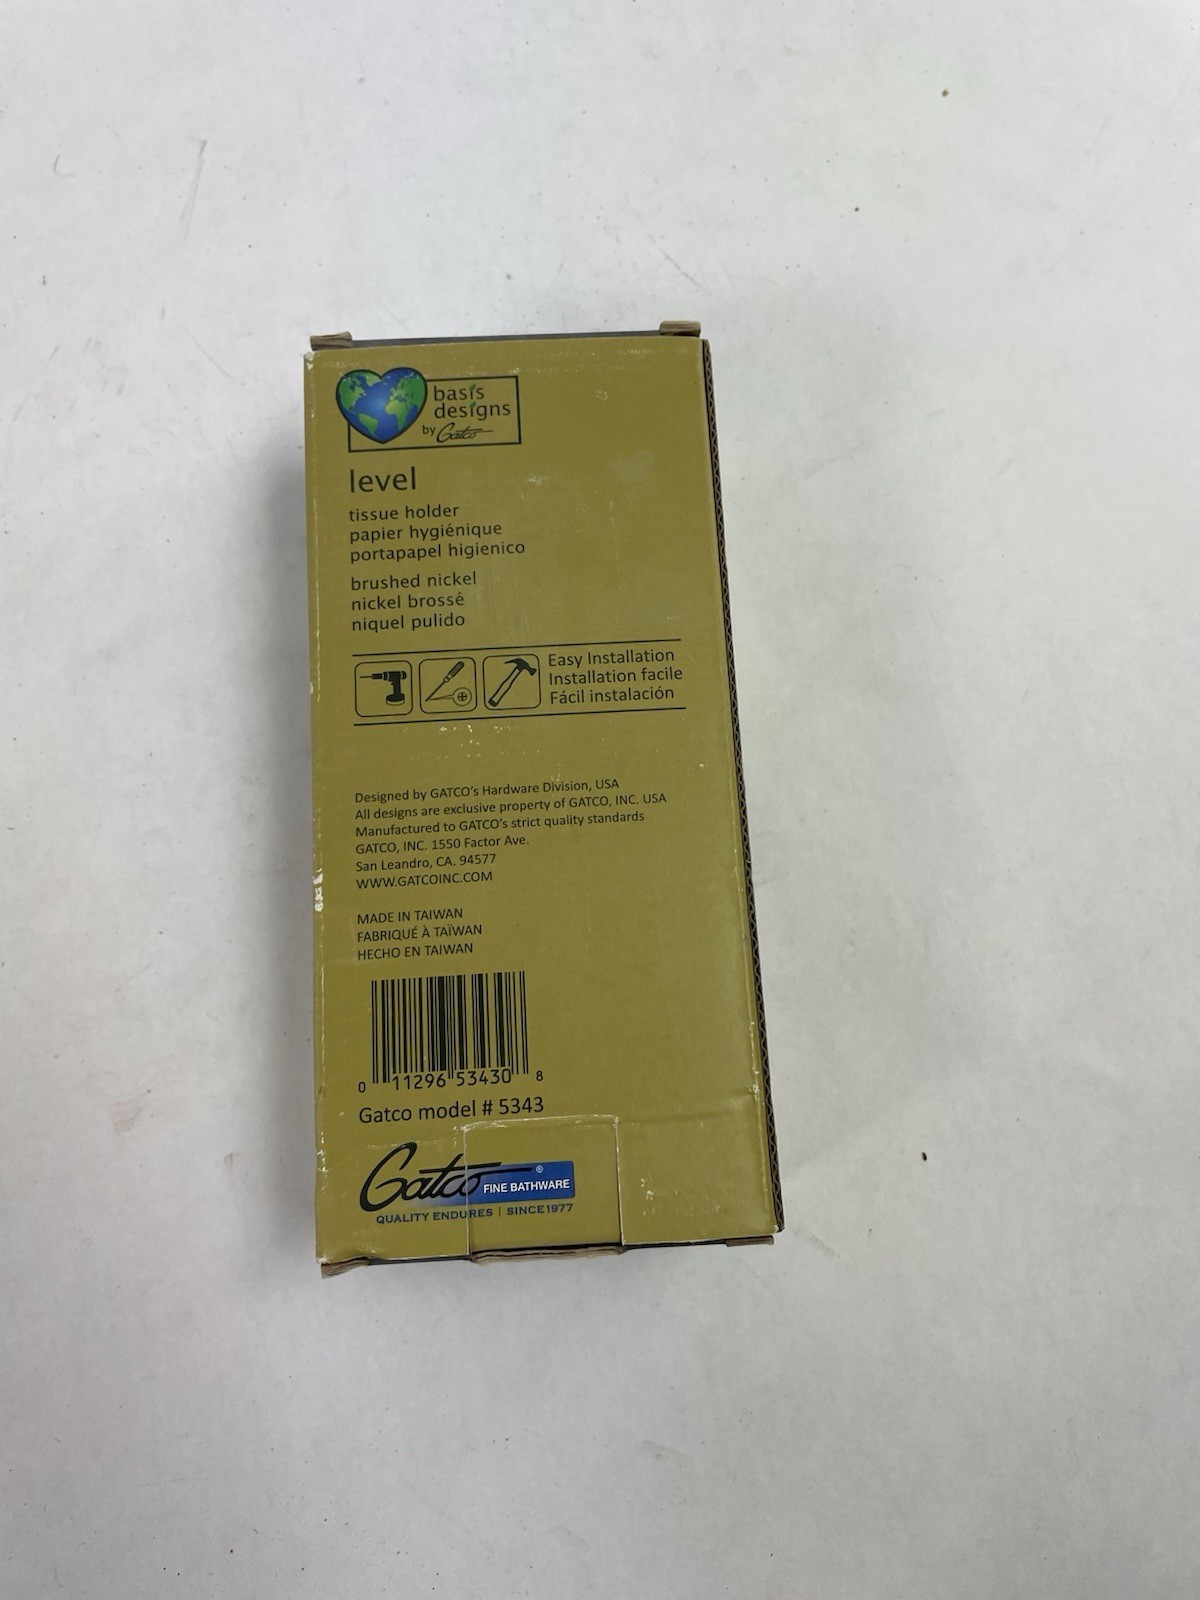 basis
designs
by Gatco
level
tissue holder
papier hygiénique
portapapel higienico
brushed nickel
nickel brossé
niquel pulido
Easy Installation
Installation facile
Fácil instalación
Designed by GATCO's Hardware Division, USA
All designs are exclusive property of GATCO, INC. USA
Manufactured to GATCO's strict quality standards
GATCO, INC. 1550 Factor Ave.
San Leandro, CA. 94577
WWW.GATCOINC.COM
MADE IN TAIWAN
FABRIQUÉ À TAÏWAN
HECHO EN TAIWAN
0 11296 53430 8
Gatco model # 5343
Gatco® FINE BATHWARE
QUALITY ENDURES | SINCE 1977